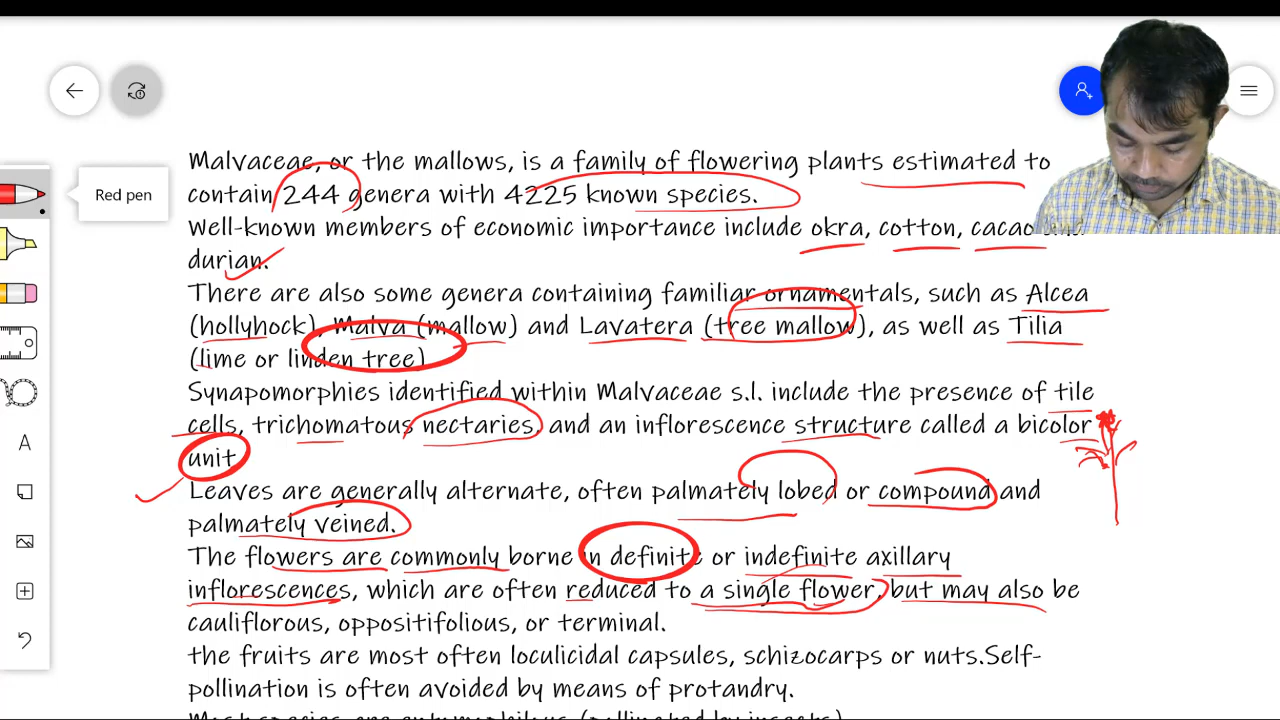 Red pen
Malvaceae, or the mallows, is a family of flowering plants estimated to
contain 244 genera with 4225 known species.
Well-known members of economic importance include okra, cotton, cacao and
durian.
There are also some genera containing familiar ornamentals, such as Alcea
(hollyhock), Malva (mallow) and Lavatera (tree mallow), as well as Tilia
(lime or linden tree)
Synapomorphies identified within Malvaceae s.l. include the presence of tile
cells, trichomatous nectaries, and an inflorescence structure called a bicolor
unit
Leaves are generally alternate, often palmately lobed or compound and
palmately veined.
The flowers are commonly borne in definite or indefinite axillary
inflorescences, which are often reduced to a single flower, but may also be
cauliflorous, oppositifolious, or terminal.
the fruits are most often loculicidal capsules, schizocarps or nuts.Self-
pollination is often avoided by means of protandry.
Most species are entomophilous (pollinated by insects).